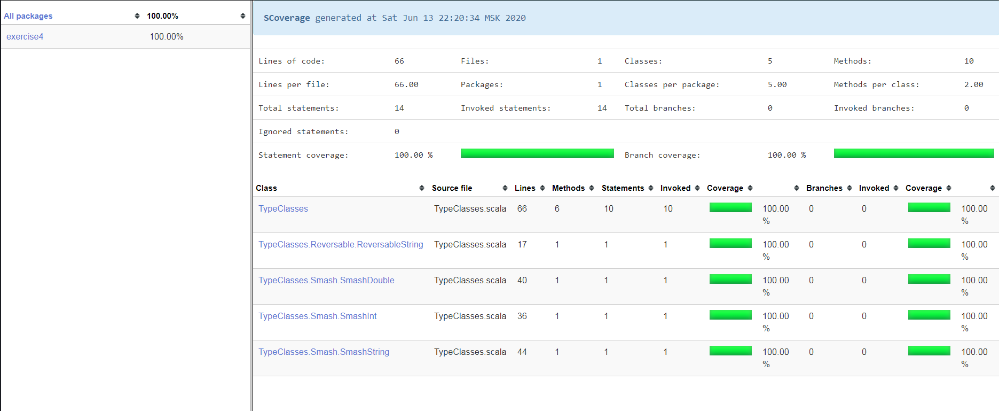 All packages 100.00%
exercise4 100.00%
SCoverage generated at Sat Jun 13 22:20:34 MSK 2020
Lines of code: 66 Files: 1 Classes: 5 Methods: 10
Lines per file: 66.00 Packages: 1 Classes per package: 5.00 Methods per class: 2.00
Total statements: 14 Invoked statements: 14 Total branches: 0 Invoked branches: 0
Ignored statements: 0
Statement coverage: 100.00 % Branch coverage: 100.00 %
Class Source file Lines Methods Statements Invoked Coverage Branches Invoked Coverage
TypeClasses TypeClasses.scala 66 6 10 10 100.00 % 0 0 100.00 %
TypeClasses.Reversable.ReversableString TypeClasses.scala 17 1 1 1 100.00 % 0 0 100.00 %
TypeClasses.Smash.SmashDouble TypeClasses.scala 40 1 1 1 100.00 % 0 0 100.00 %
TypeClasses.Smash.SmashInt TypeClasses.scala 36 1 1 1 100.00 % 0 0 100.00 %
TypeClasses.Smash.SmashString TypeClasses.scala 44 1 1 1 100.00 % 0 0 100.00 %